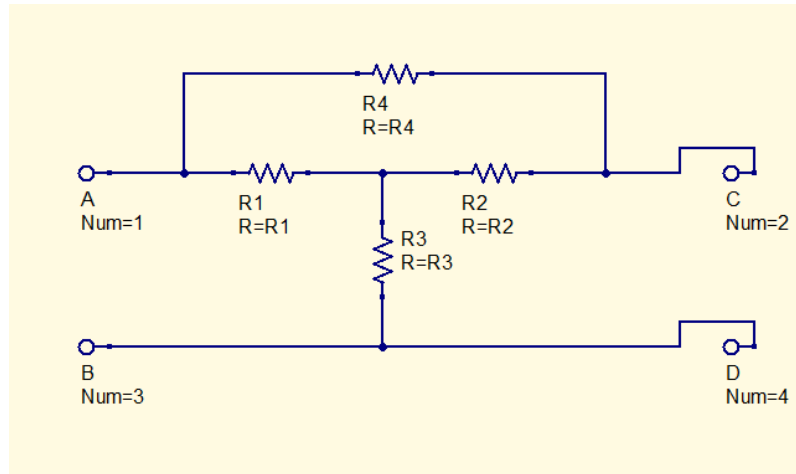 R4
R=R4
A
Num=1
R1
R=R1
R2
R=R2
C
Num=2
R3
R=R3
B
Num=3
D
Num=4